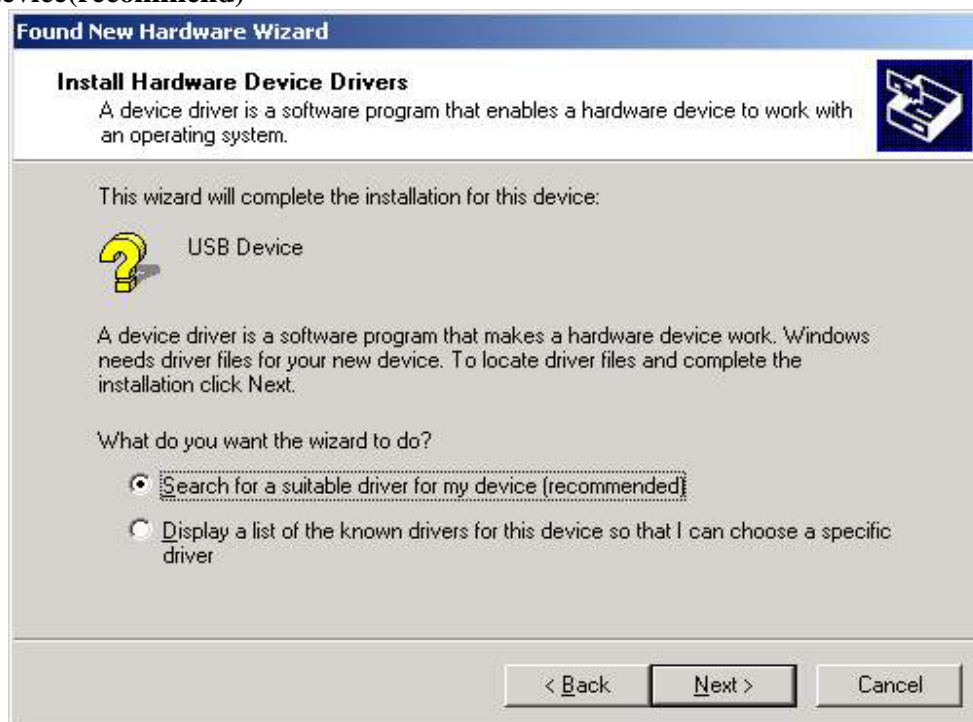 device(recommend)
Found New Hardware Wizard
Install Hardware Device Drivers
A device driver is a software program that enables a hardware device to work with
an operating system.
This wizard will complete the installation for this device:
USB Device
A device driver is a software program that makes a hardware device work. Windows
needs driver files for your new device. To locate driver files and complete the
installation click Next.
What do you want the wizard to do?
Search for a suitable driver for my device (recommended)
Display a list of the known drivers for this device so that I can choose a specific
driver
< Back
Next >
Cancel